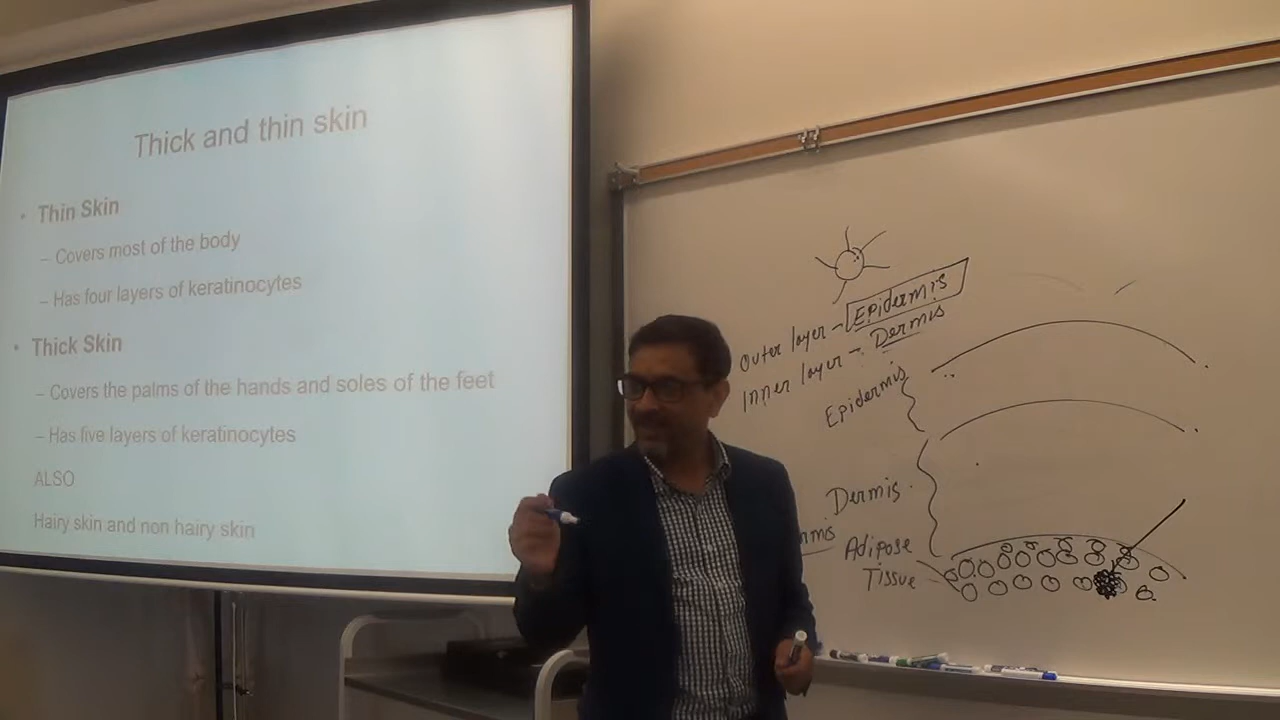 Thick and thin skin
• Thin Skin
– Covers most of the body
– Has four layers of keratinocytes
• Thick Skin
– Covers the palms of the hands and soles of the feet
– Has five layers of keratinocytes
ALSO
Hairy skin and non hairy skin
Outer layer – Epidermis
Inner layer – Dermis
Epidermis
Dermis
rmis
Adipose
Tissue